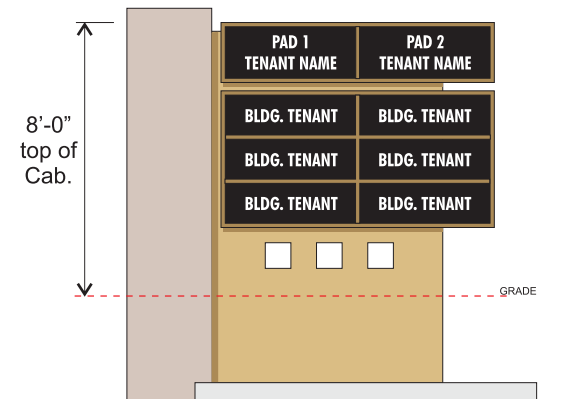 PAD 1
TENANT NAME
PAD 2
TENANT NAME
8’-0”
top of
Cab.
BLDG. TENANT
BLDG. TENANT
BLDG. TENANT
BLDG. TENANT
BLDG. TENANT
BLDG. TENANT
GRADE